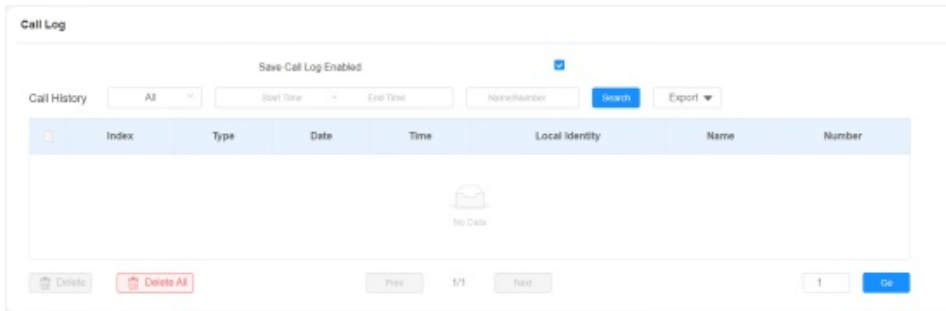 Call Log
Save Call Log Enabled
Call History All Start Time ~ End Time Name/Number Search Export
Index Type Date Time Local Identity Name Number
No Data
Delete Delete All Prev 1/1 Next 1 Go